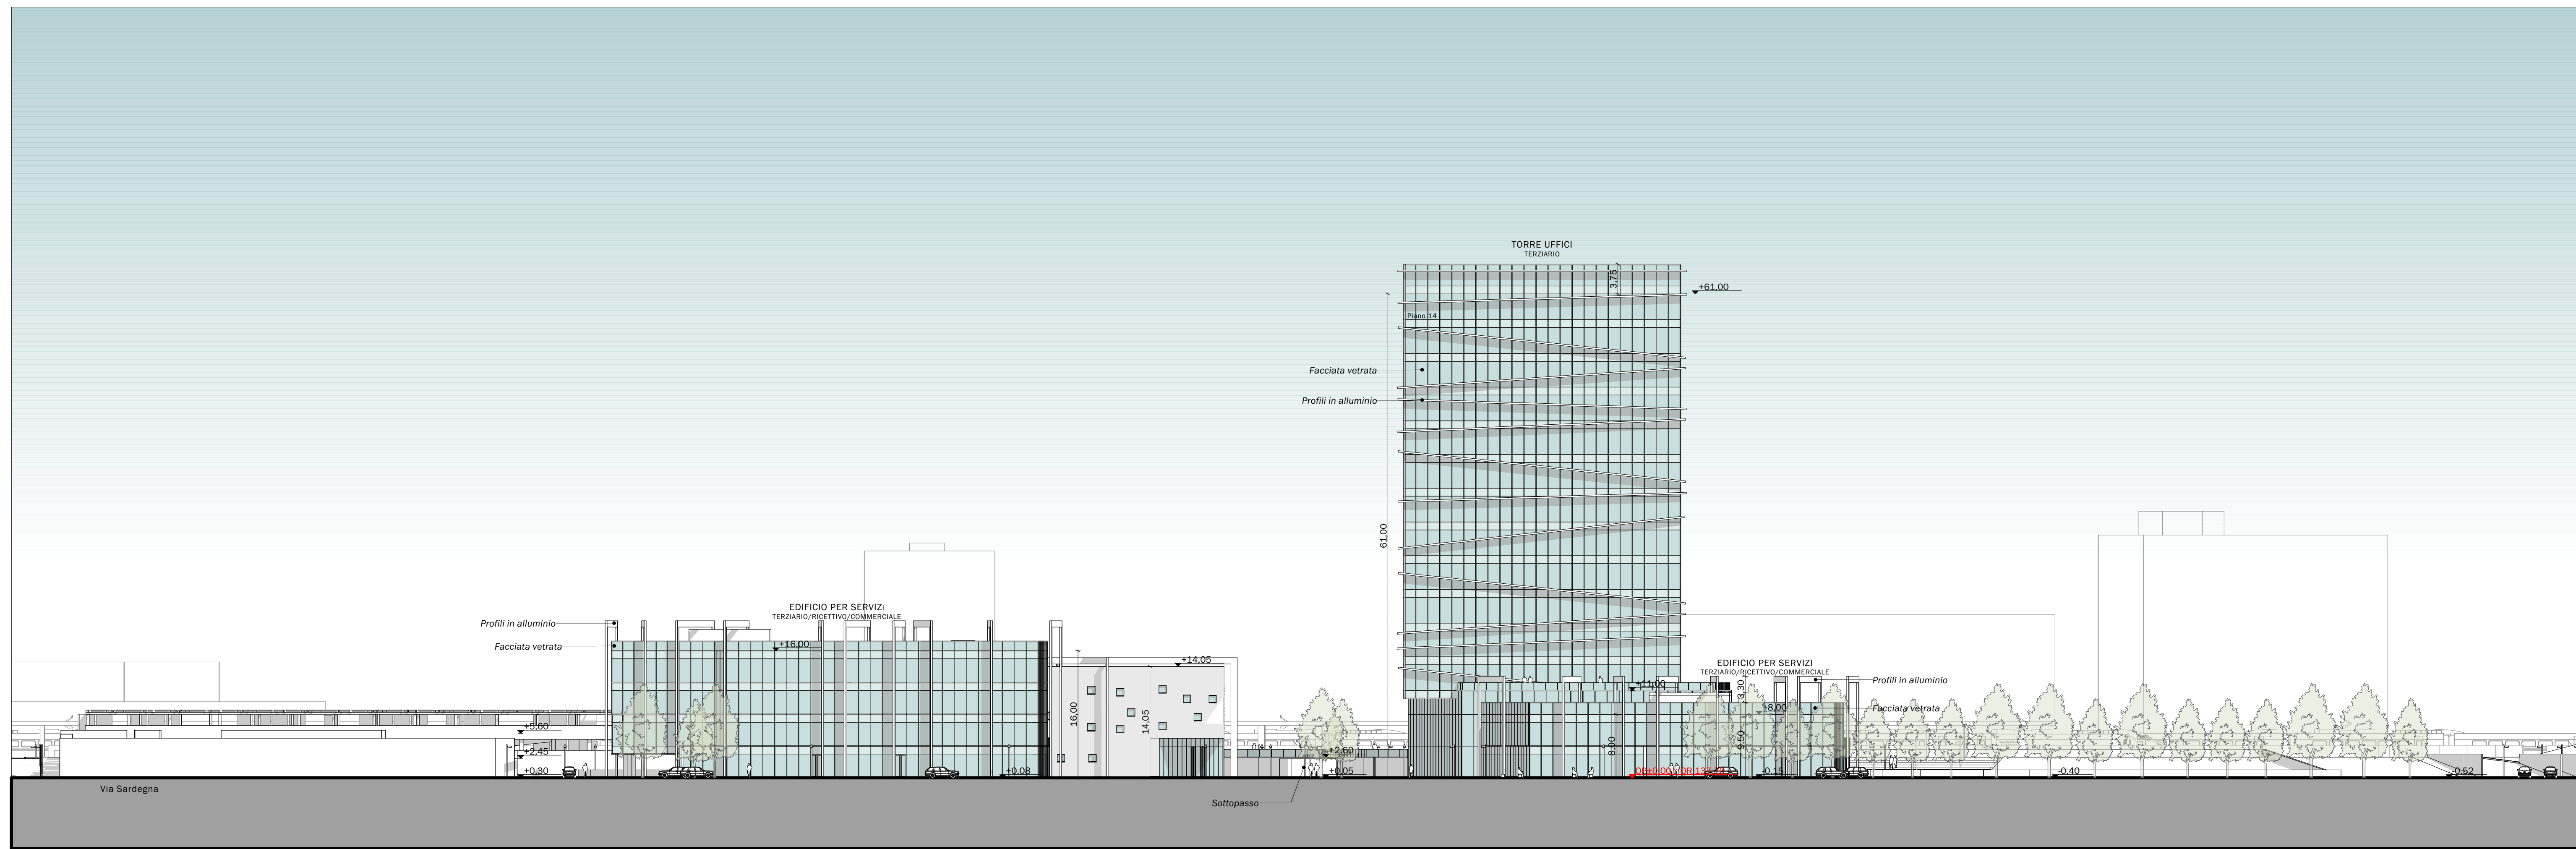 TORRE UFFICI
TERZIARIO
3,75
+61,00
Piano 14
Facciata vetrata
Profili in alluminio
61,00
EDIFICIO PER SERVIZI
TERZIARIO/RICETTIVO/COMMERCIALE
Profili in alluminio
Facciata vetrata
+16,00
+14,05
16,00
14,05
EDIFICIO PER SERVIZI
TERZIARIO/RICETTIVO/COMMERCIALE
Profili in alluminio
+11,00
3,30
Facciata vetrata
+8,00
8,00
9,50
+5,60
+2,45
+0,30
+0,08
+2,60
+0,05
-0,15
-0,40
-0,52
Via Sardegna
Sottopasso